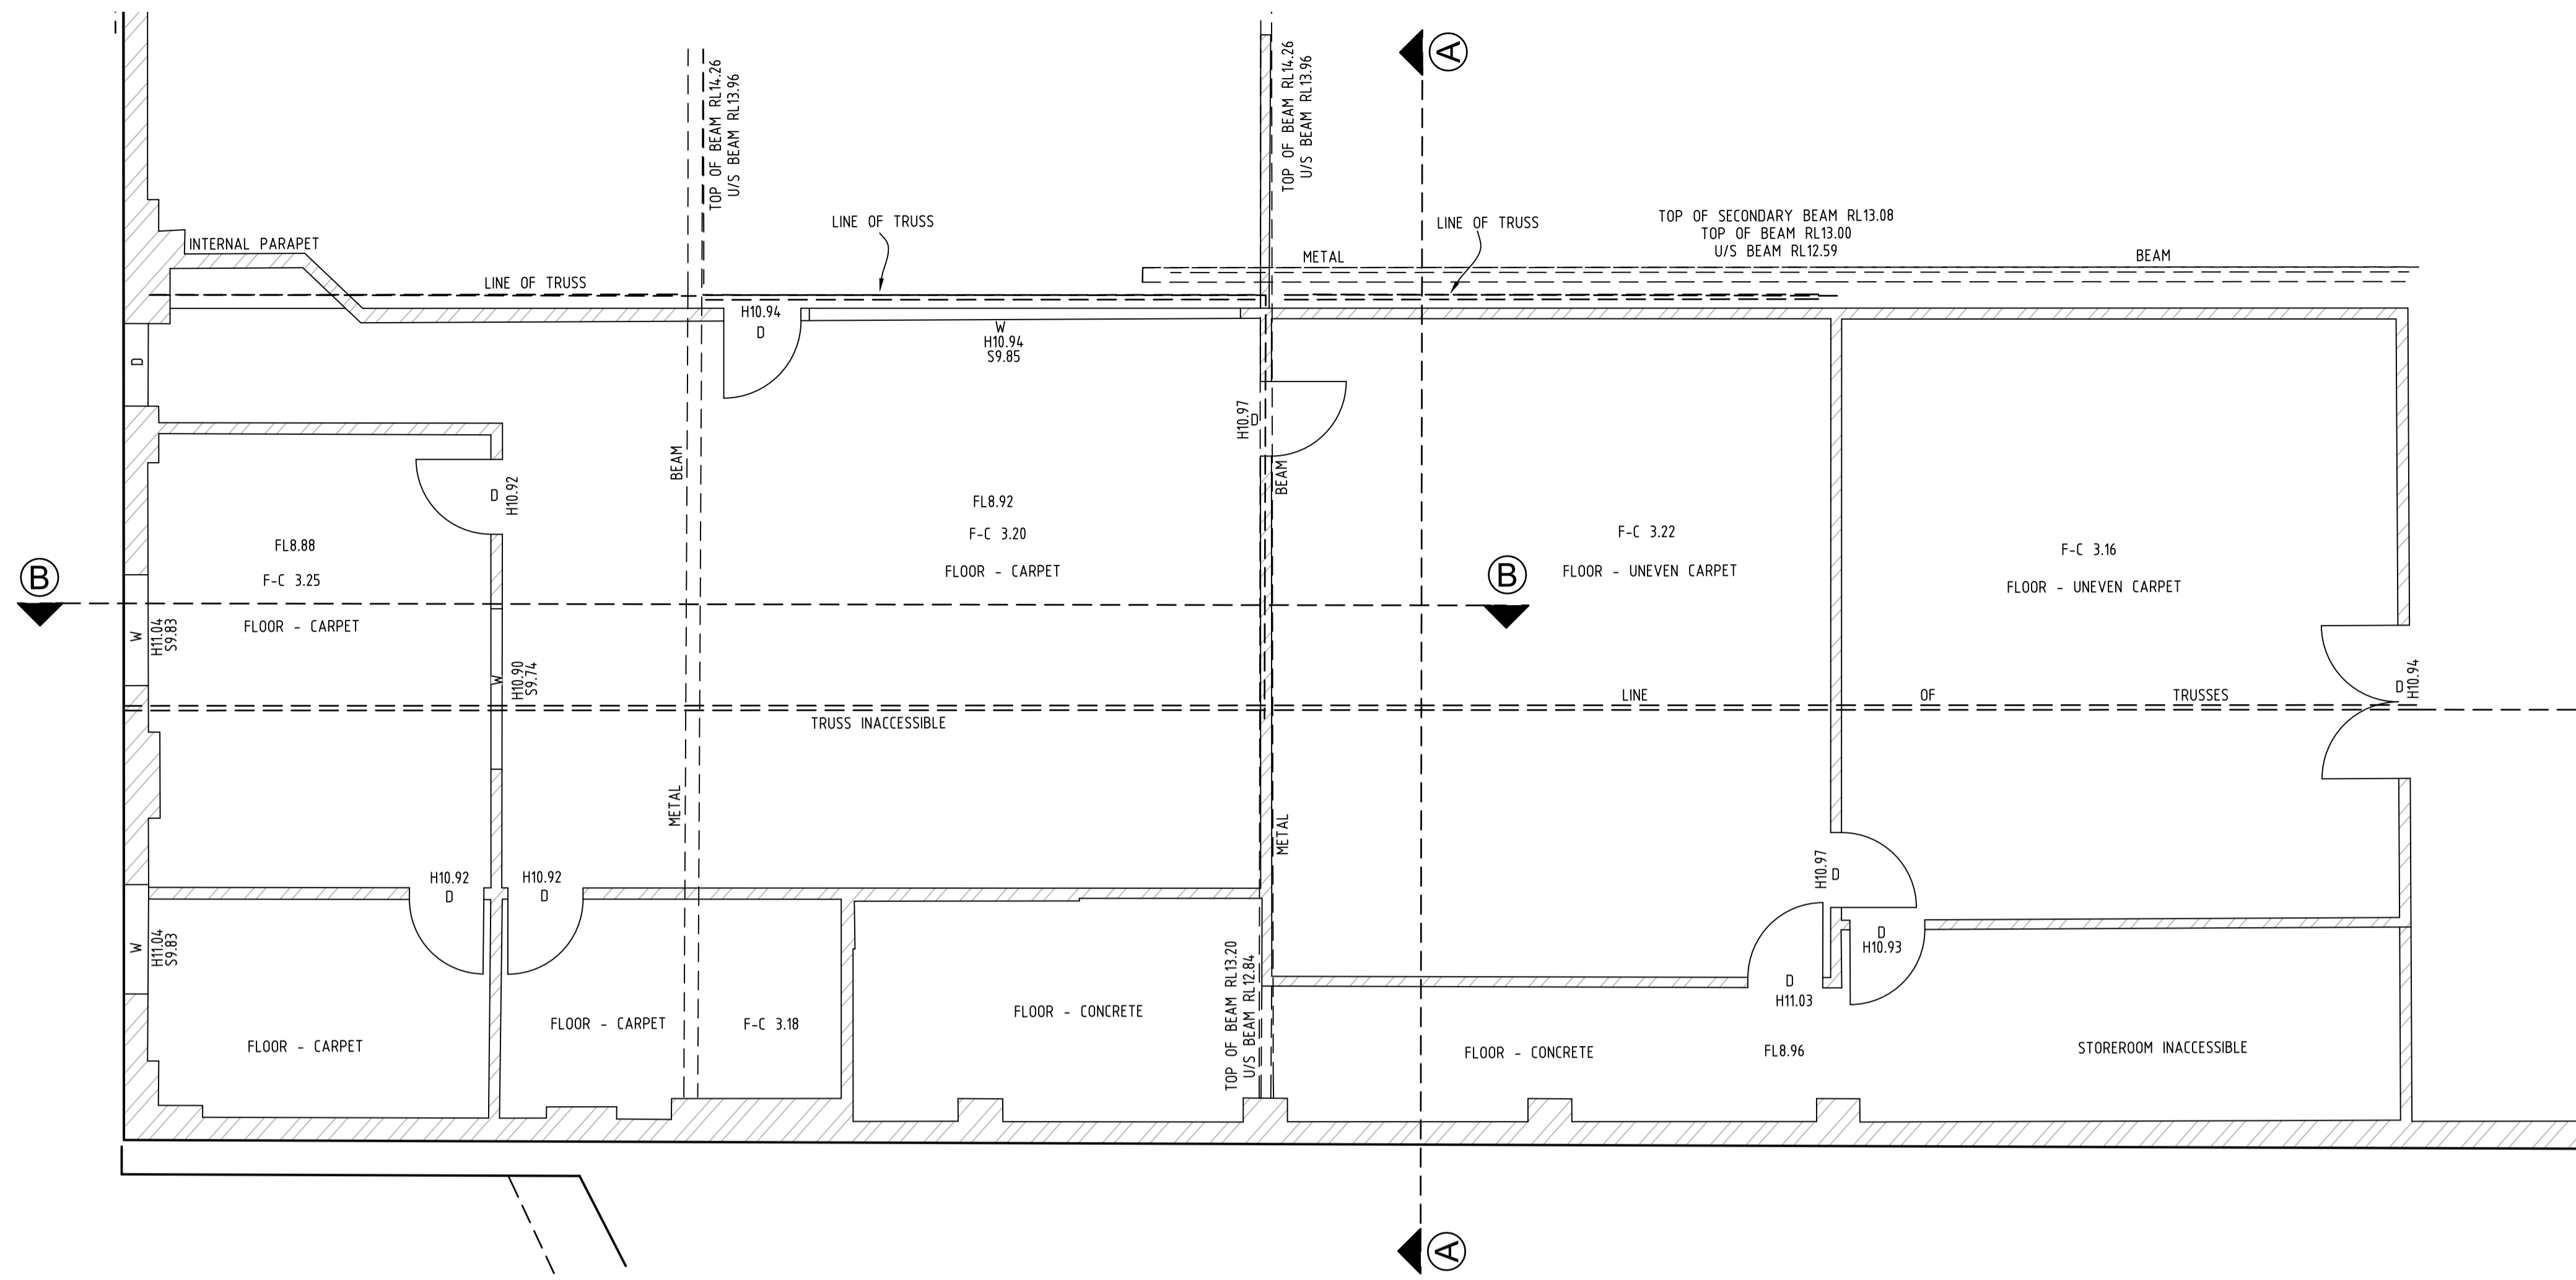 A
TOP OF BEAM RL14.26
U/S BEAM RL13.96
TOP OF BEAM RL14.26
U/S BEAM RL13.96
LINE OF TRUSS
LINE OF TRUSS
TOP OF SECONDARY BEAM RL13.08
TOP OF BEAM RL13.00
U/S BEAM RL12.59
INTERNAL PARAPET
METAL
BEAM
LINE OF TRUSS
H10.94
D
W
H10.94
S9.85
D
H10.97
D
BEAM
BEAM
D
H10.92
FL8.88
F-C 3.25
FLOOR - CARPET
FL8.92
F-C 3.20
FLOOR - CARPET
F-C 3.22
FLOOR - UNEVEN CARPET
F-C 3.16
FLOOR - UNEVEN CARPET
B
B
W
H11.04
S9.83
W
H10.90
S9.74
LINE
OF
TRUSSES
D
H10.94
TRUSS INACCESSIBLE
METAL
METAL
H10.92
D
H10.92
D
H10.97
D
D
H10.93
W
H11.04
S9.83
TOP OF BEAM RL13.20
U/S BEAM RL12.84
D
H11.03
FLOOR - CARPET
FLOOR - CARPET
F-C 3.18
FLOOR - CONCRETE
FLOOR - CONCRETE
FL8.96
STOREROOM INACCESSIBLE
A